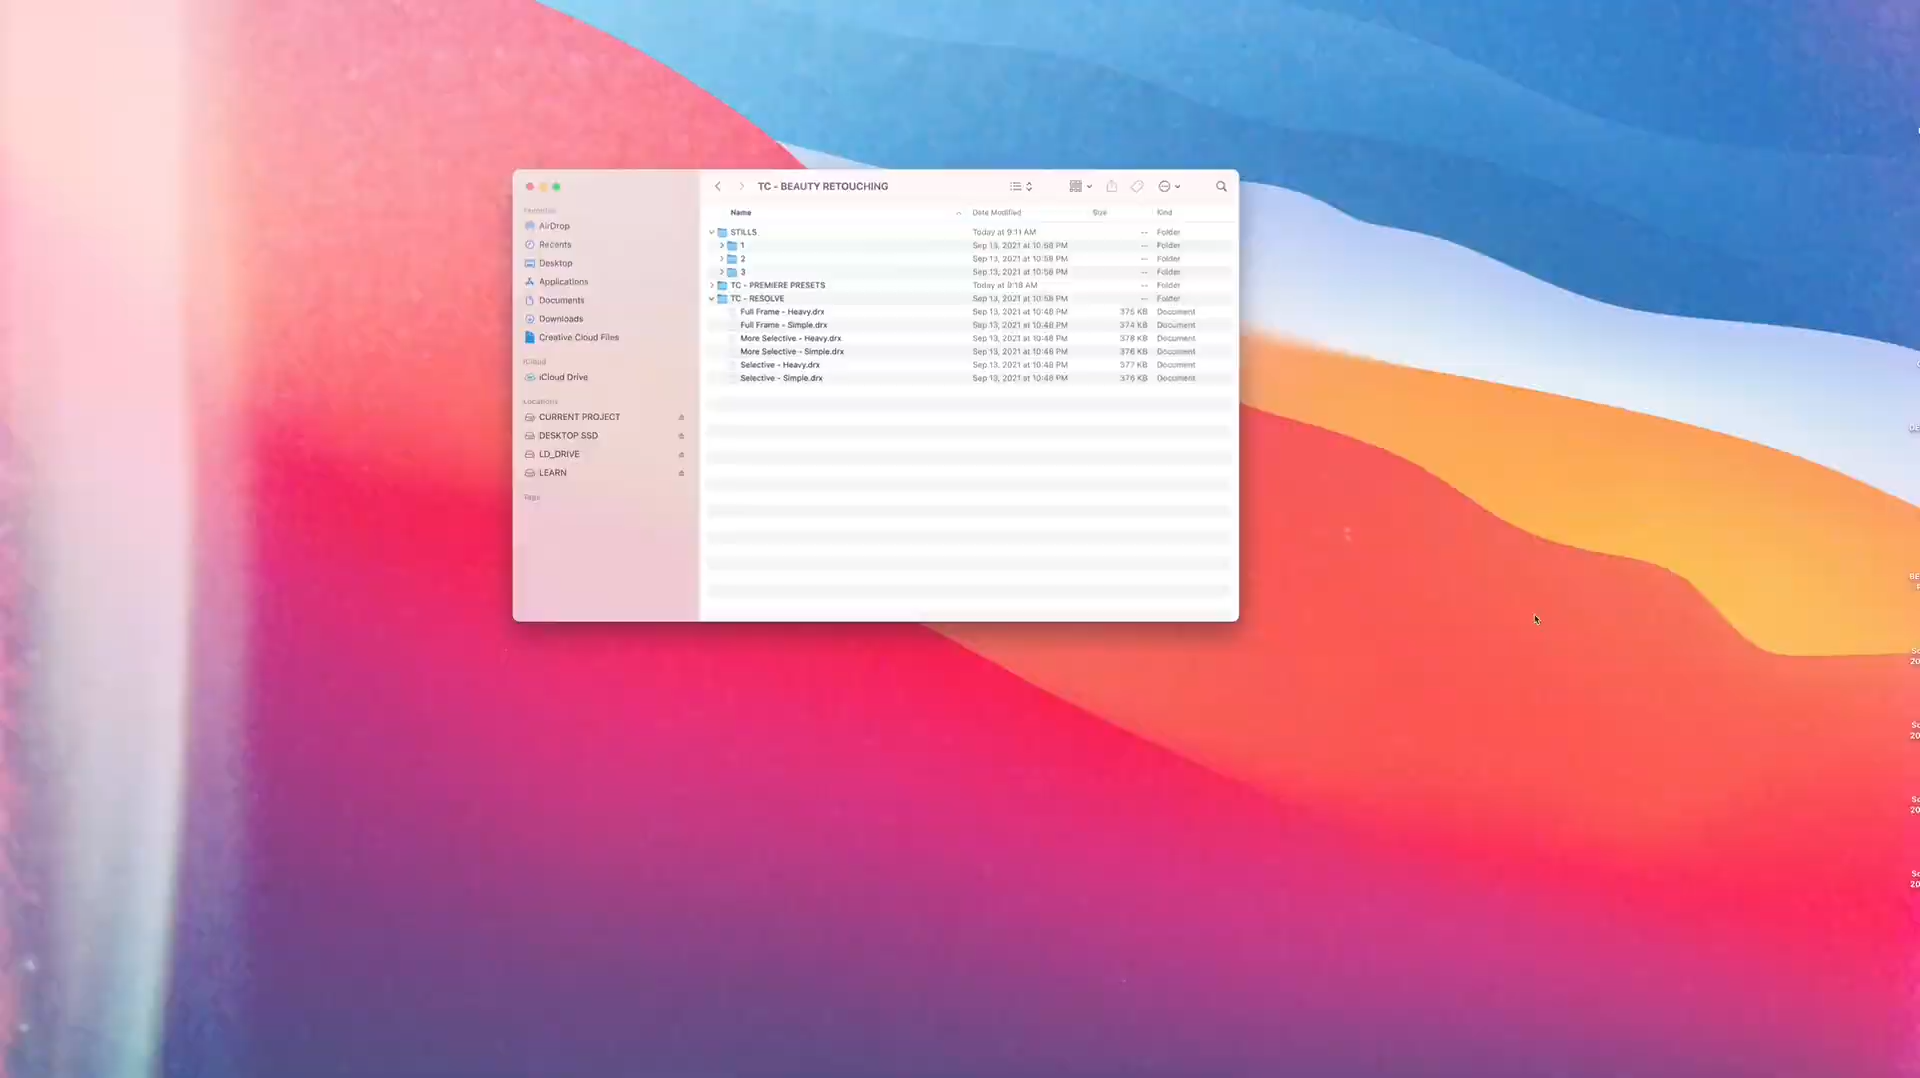 TC - BEAUTY RETOUCHING
Favorites
AirDrop
Recents
Desktop
Applications
Documents
Downloads
Creative Cloud Files
iCloud
iCloud Drive
Locations
CURRENT PROJECT
DESKTOP SSD
LD_DRIVE
LEARN
Tags
Name Date Modified Size Kind
STILLS Today at 9:11 AM -- Folder
1 Sep 13, 2021 at 10:58 PM -- Folder
2 Sep 13, 2021 at 10:58 PM -- Folder
3 Sep 13, 2021 at 10:58 PM -- Folder
TC - PREMIERE PRESETS Today at 9:18 AM -- Folder
TC - RESOLVE Sep 13, 2021 at 10:58 PM -- Folder
Full Frame - Heavy.drx Sep 13, 2021 at 10:48 PM 375 KB Document
Full Frame - Simple.drx Sep 13, 2021 at 10:48 PM 374 KB Document
More Selective - Heavy.drx Sep 13, 2021 at 10:48 PM 378 KB Document
More Selective - Simple.drx Sep 13, 2021 at 10:48 PM 376 KB Document
Selective - Heavy.drx Sep 13, 2021 at 10:48 PM 377 KB Document
Selective - Simple.drx Sep 13, 2021 at 10:48 PM 376 KB Document
Sc
20
Sc
20
Sc
20
Sc
20